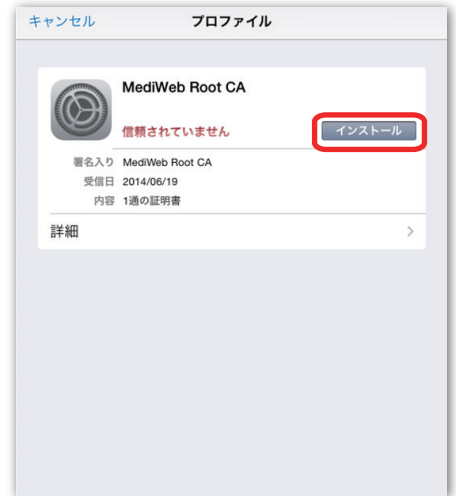 キャンセル プロファイル
MediWeb Root CA
信頼されていません インストール
署名入り MediWeb Root CA
受信日 2014/06/19
内容 1通の証明書
詳細